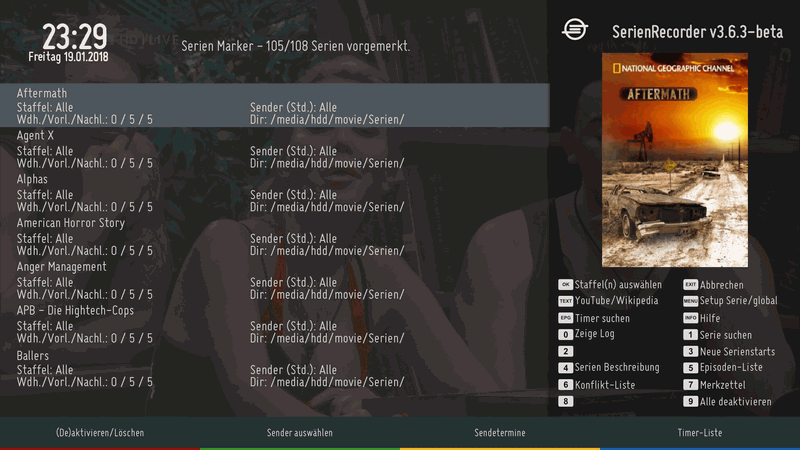 23:29
Freitag 19.01.2018
Serien Marker – 105/108 Serien vorgemerkt.
SerienRecorder v3.6.3-beta
Aftermath
Staffel: Alle Sender (Std.): Alle
Wdh./Vorl./Nachl.: 0 / 5 / 5 Dir: /media/hdd/movie/Serien/
Agent X
Staffel: Alle Sender (Std.): Alle
Wdh./Vorl./Nachl.: 0 / 5 / 5 Dir: /media/hdd/movie/Serien/
Alphas
Staffel: Alle Sender (Std.): Alle
Wdh./Vorl./Nachl.: 0 / 5 / 5 Dir: /media/hdd/movie/Serien/
American Horror Story
Staffel: Alle Sender (Std.): Alle
Wdh./Vorl./Nachl.: 0 / 5 / 5 Dir: /media/hdd/movie/Serien/
Anger Management
Staffel: Alle Sender (Std.): Alle
Wdh./Vorl./Nachl.: 0 / 5 / 5 Dir: /media/hdd/movie/Serien/
APB – Die Hightech-Cops
Staffel: Alle Sender (Std.): Alle
Wdh./Vorl./Nachl.: 0 / 5 / 5 Dir: /media/hdd/movie/Serien/
Ballers
Staffel: Alle Sender (Std.): Alle
Wdh./Vorl./Nachl.: 0 / 5 / 5 Dir: /media/hdd/movie/Serien/
NATIONAL GEOGRAPHIC CHANNEL
AFTERMATH
OK Staffel(n) auswählen EXIT Abbrechen
TEXT YouTube/Wikipedia MENU Setup Serie/global
EPG Timer suchen INFO Hilfe
0 Zeige Log 1 Serie suchen
2 3 Neue Serienstarts
4 Serien Beschreibung 5 Episoden-Liste
6 Konflikt-Liste 7 Merkzettel
8 9 Alle deaktivieren
(De)aktivieren/Löschen Sender auswählen Sendetermine Timer-Liste